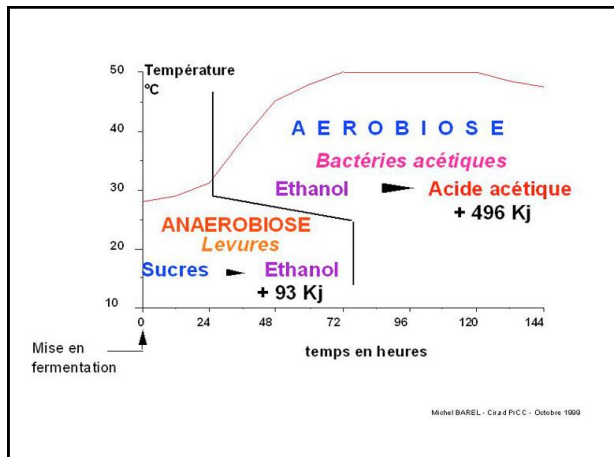 Température
°C
50
40
30
20
10
A E R O B I O S E
Bactéries acétiques
Ethanol Acide acétique
+ 496 Kj
ANAEROBIOSE
Levures
Sucres Ethanol
+ 93 Kj
0 24 48 72 96 120 144
Mise en
fermentation
temps en heures
Michel BAREL - Cirad PrCC - Octobre 1999